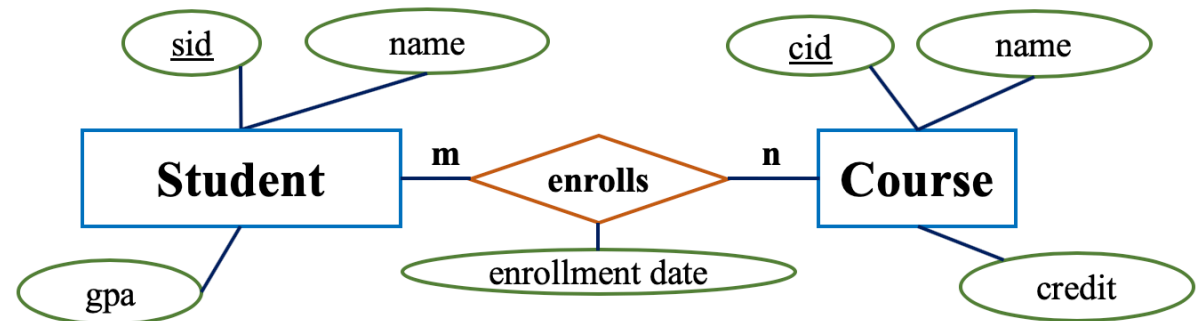 sid
name
cid
name
Student
m
enrolls
n
Course
gpa
enrollment date
credit